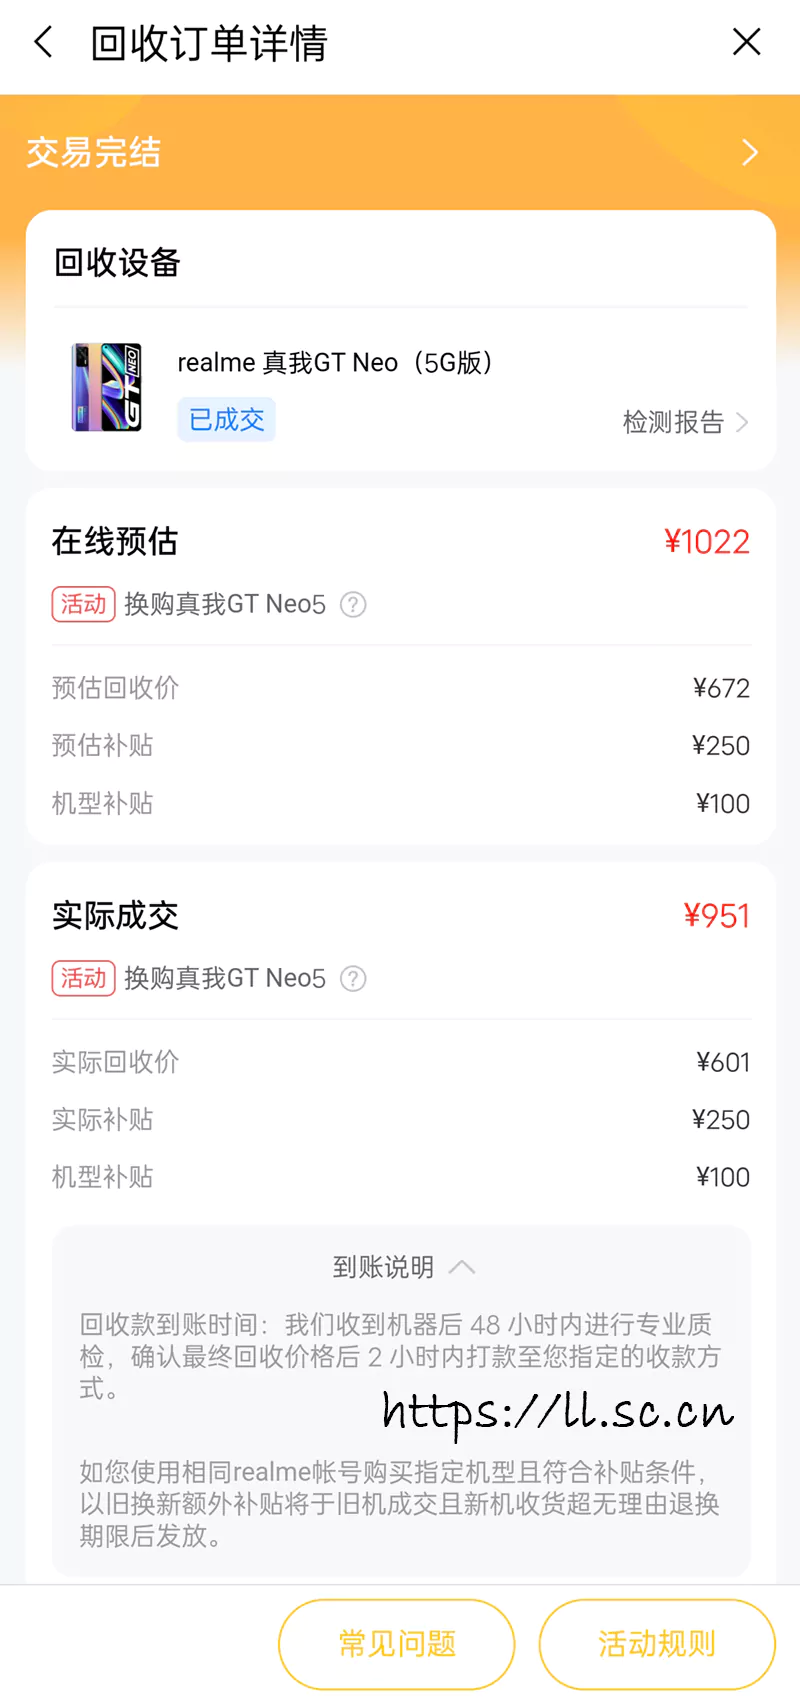 回收订单详情
交易完结
回收设备
realme 真我GT Neo（5G版）
已成交
检测报告
在线预估 ¥1022
活动 换购真我GT Neo5 ?
预估回收价 ¥672
预估补贴 ¥250
机型补贴 ¥100
实际成交 ¥951
活动 换购真我GT Neo5 ?
实际回收价 ¥601
实际补贴 ¥250
机型补贴 ¥100
到账说明
回收款到账时间：我们收到机器后 48 小时内进行专业质
检，确认最终回收价格后 2 小时内打款至您指定的收款方
式。
https://ll.sc.cn
如您使用相同realme帐号购买指定机型且符合补贴条件，
以旧换新额外补贴将于旧机成交且新机收货超无理由退换
期限后发放。
常见问题
活动规则
GT NEO